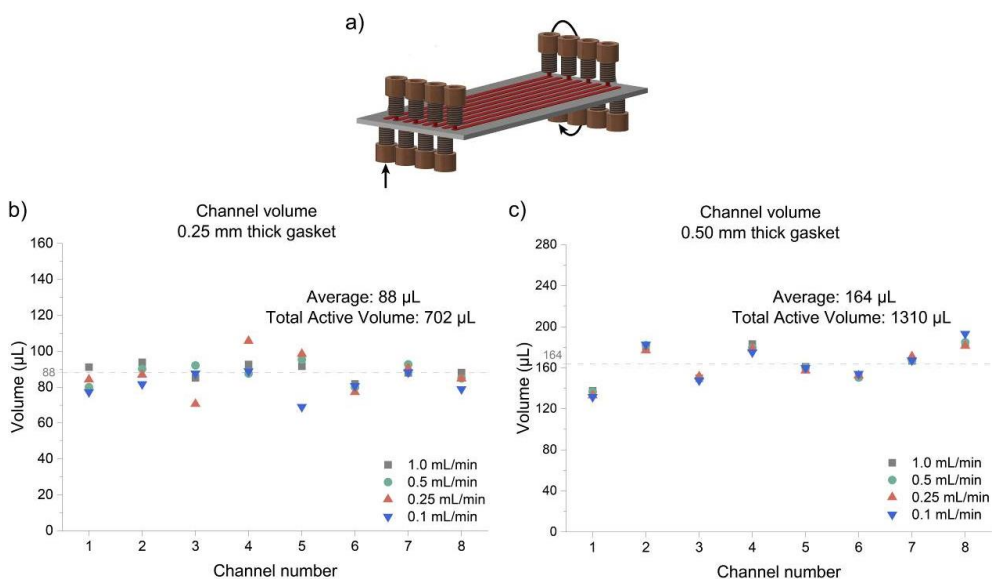 a)
b)
Channel volume
0.25 mm thick gasket
Average: 88 µL
Total Active Volume: 702 µL
Volume (µL)
160
140
120
100
88
80
60
40
20
0
1.0 mL/min
0.5 mL/min
0.25 mL/min
0.1 mL/min
1 2 3 4 5 6 7 8
Channel number
c)
Channel volume
0.50 mm thick gasket
Average: 164 µL
Total Active Volume: 1310 µL
Volume (µL)
280
240
200
164
160
120
80
40
0
1.0 mL/min
0.5 mL/min
0.25 mL/min
0.1 mL/min
1 2 3 4 5 6 7 8
Channel number